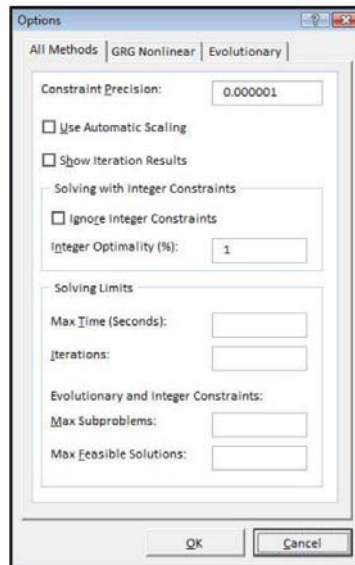 Options
All Methods GRG Nonlinear Evolutionary
Constraint Precision: 0.000001
Use Automatic Scaling
Show Iteration Results
Solving with Integer Constraints
Ignore Integer Constraints
Integer Optimality (%): 1
Solving Limits
Max Time (Seconds):
Iterations:
Evolutionary and Integer Constraints:
Max Subproblems:
Max Feasible Solutions:
OK Cancel